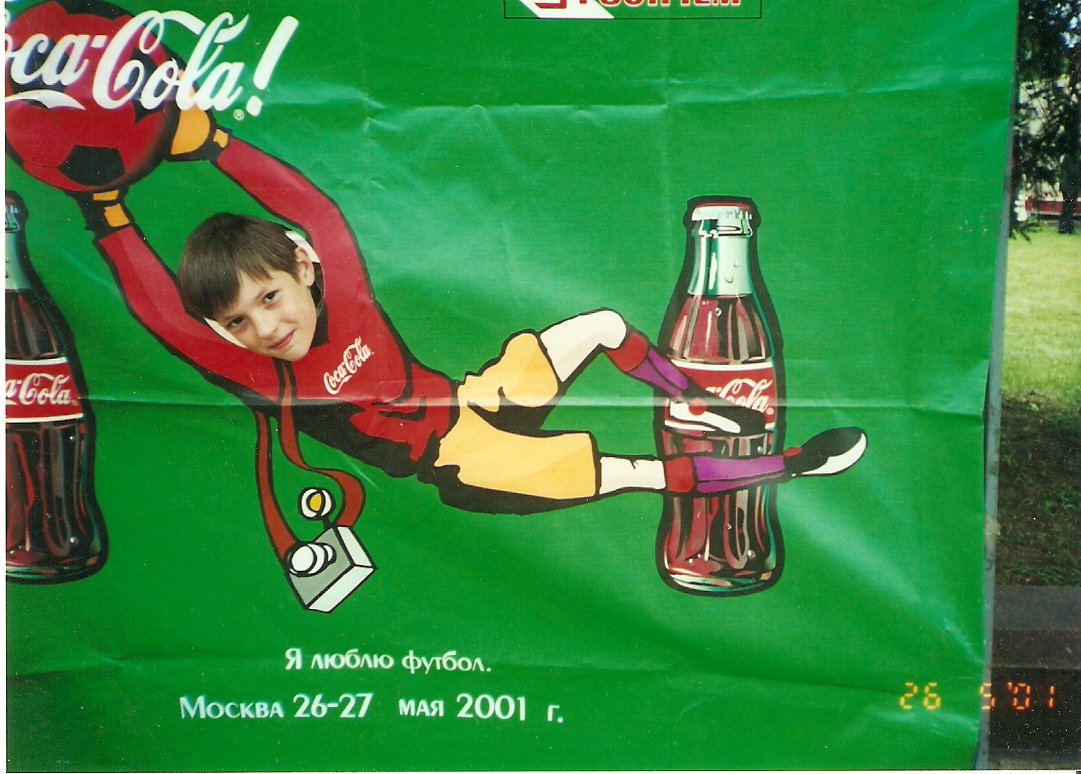 Coca-Cola!
Coca-Cola
Coca-Cola
Coca-Cola
Я люблю футбол.
Москва 26-27 мая 2001 г.
26 5 '01